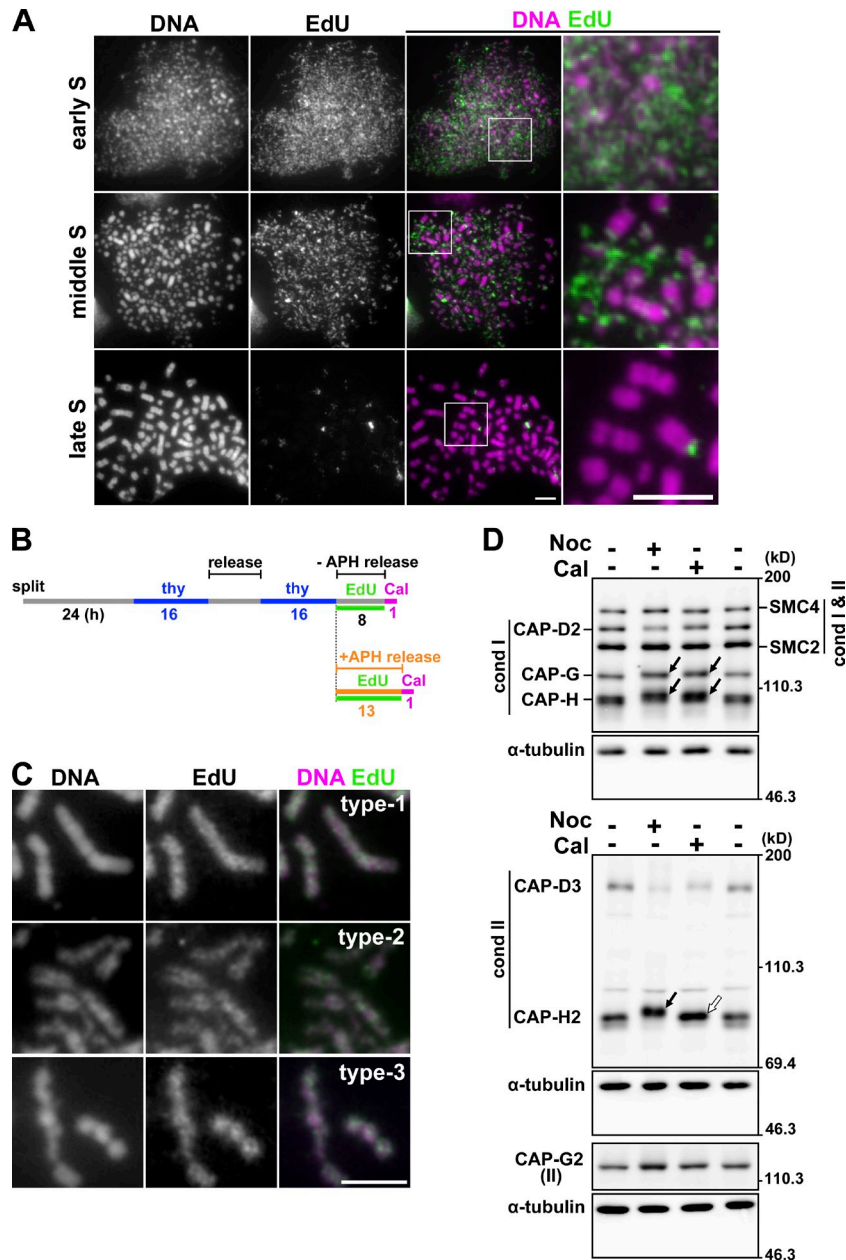 A
DNA EdU DNA EdU
early S
middle S
late S
B
release - APH release
split thy thy EdU Cal
24 (h) 16 16 8 1
+APH release
EdU Cal
13 1
C
DNA EdU DNA EdU
type-1
type-2
type-3
D
Noc - + - - (kD)
Cal - - + - 200
SMC4
CAP-D2
SMC2
cond I & II
cond I
CAP-G
110.3
CAP-H
α-tubulin
46.3
Noc - + - - (kD)
Cal - - + - 200
CAP-D3
cond II
110.3
CAP-H2
69.4
α-tubulin
46.3
CAP-G2
(II)
110.3
α-tubulin
46.3